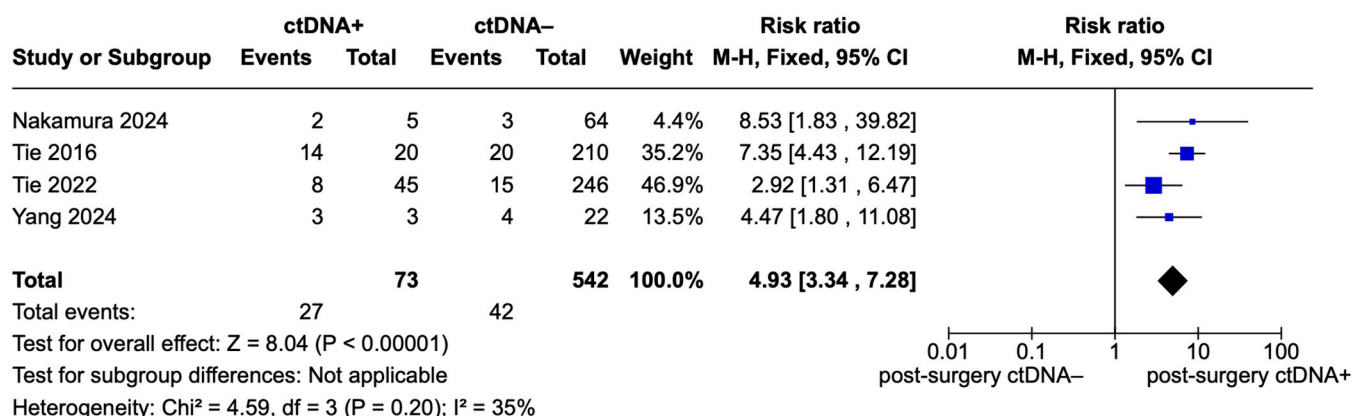 ctDNA+ ctDNA– Risk ratio Risk ratio
Study or Subgroup Events Total Events Total Weight M-H, Fixed, 95% CI M-H, Fixed, 95% CI
Nakamura 2024 2 5 3 64 4.4% 8.53 [1.83 , 39.82]
Tie 2016 14 20 20 210 35.2% 7.35 [4.43 , 12.19]
Tie 2022 8 45 15 246 46.9% 2.92 [1.31 , 6.47]
Yang 2024 3 3 4 22 13.5% 4.47 [1.80 , 11.08]
Total 73 542 100.0% 4.93 [3.34 , 7.28]
Total events: 27 42
Test for overall effect: Z = 8.04 (P < 0.00001)
0.01 0.1 1 10 100
Test for subgroup differences: Not applicable
post-surgery ctDNA– post-surgery ctDNA+
Heterogeneity: Chi² = 4.59, df = 3 (P = 0.20); I² = 35%